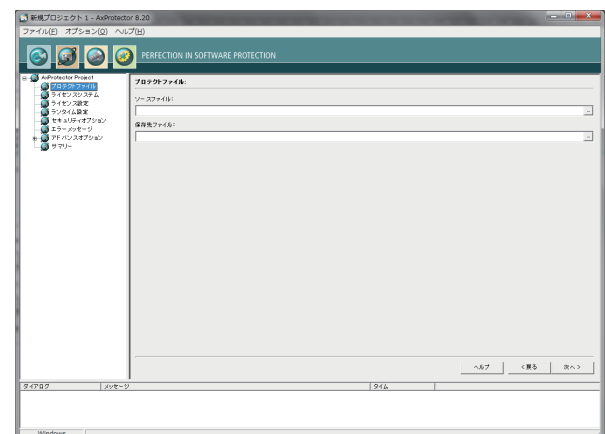 新規プロジェクト 1 - AxProtector 8.20
ファイル(F) オプション(O) ヘルプ(H)
PERFECTION IN SOFTWARE PROTECTION
AxProtector Project
プロテクトファイル
ライセンスシステム
ライセンス設定
ランタイム設定
セキュリティオプション
エラーメッセージ
アドバンスオプション
サマリー
プロテクトファイル:
ソースファイル:
保存先ファイル:
ヘルプ
< 戻る
次へ >
ダイアログ メッセージ タイム
Windows